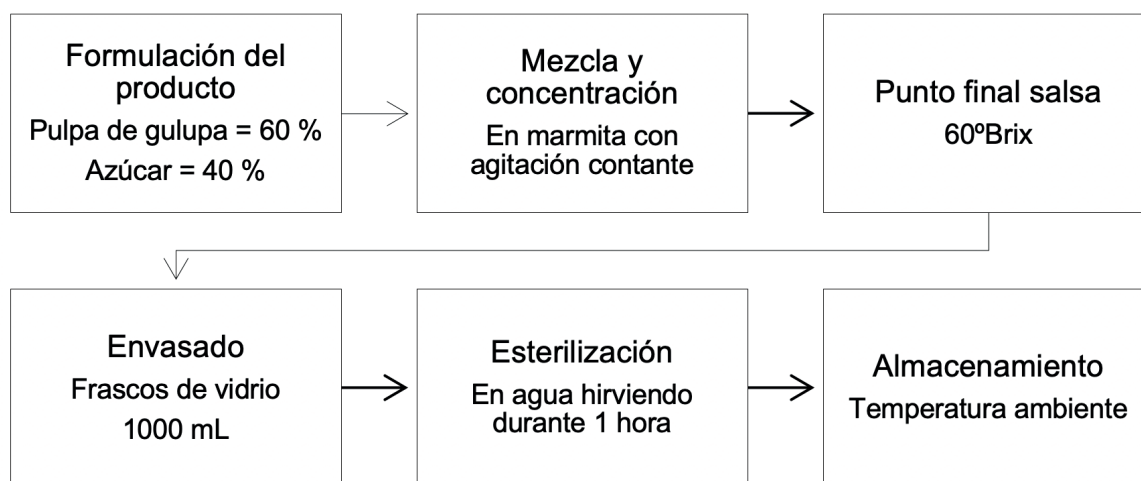 Formulación del
producto
Pulpa de gulupa = 60 %
Azúcar = 40 %
Mezcla y
concentración
En marmita con
agitación contante
Punto final salsa
60ºBrix
Envasado
Frascos de vidrio
1000 mL
Esterilización
En agua hirviendo
durante 1 hora
Almacenamiento
Temperatura ambiente